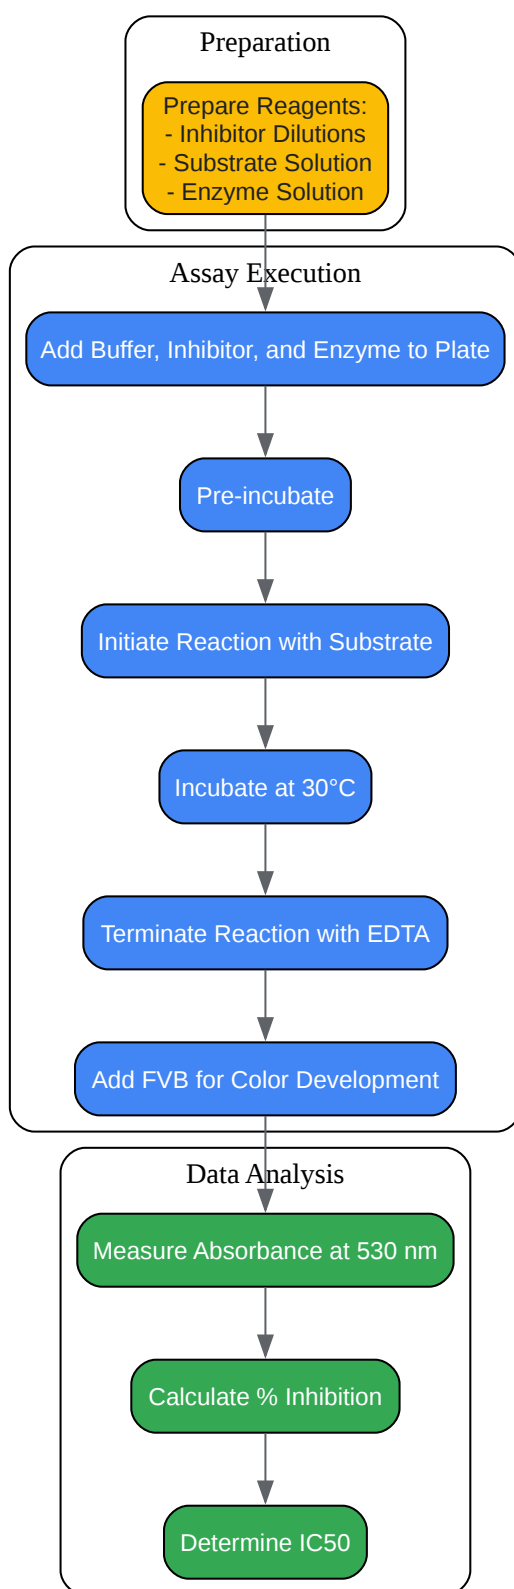 Preparation
Prepare Reagents:
- Inhibitor Dilutions
- Substrate Solution
- Enzyme Solution
Assay Execution
Add Buffer, Inhibitor, and Enzyme to Plate
Pre-incubate
Initiate Reaction with Substrate
Incubate at 30°C
Terminate Reaction with EDTA
Add FVB for Color Development
Data Analysis
Measure Absorbance at 530 nm
Calculate % Inhibition
Determine IC50